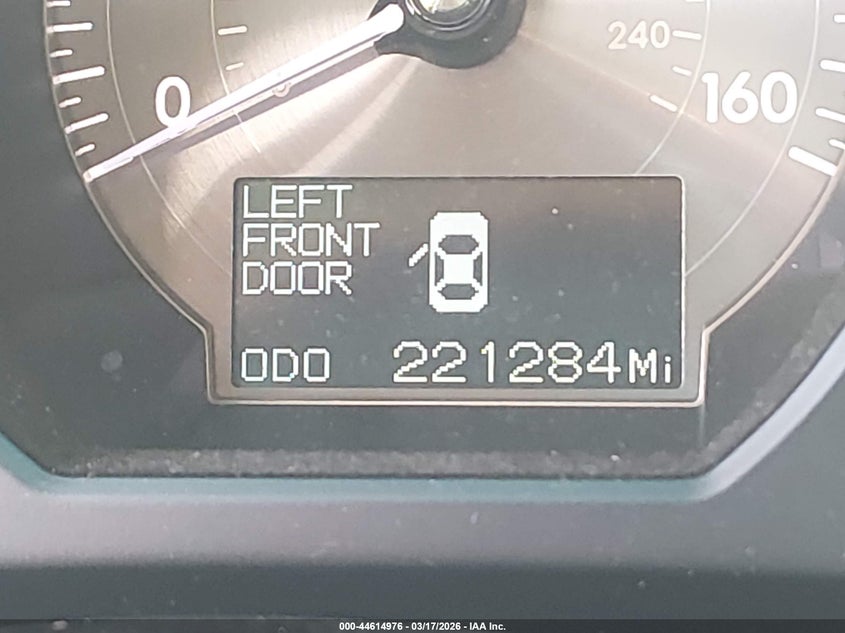 240
0
160
LEFT
FRONT
DOOR
ODO 221284Mi
000-44614976 - 03/17/2026 - IAA Inc.